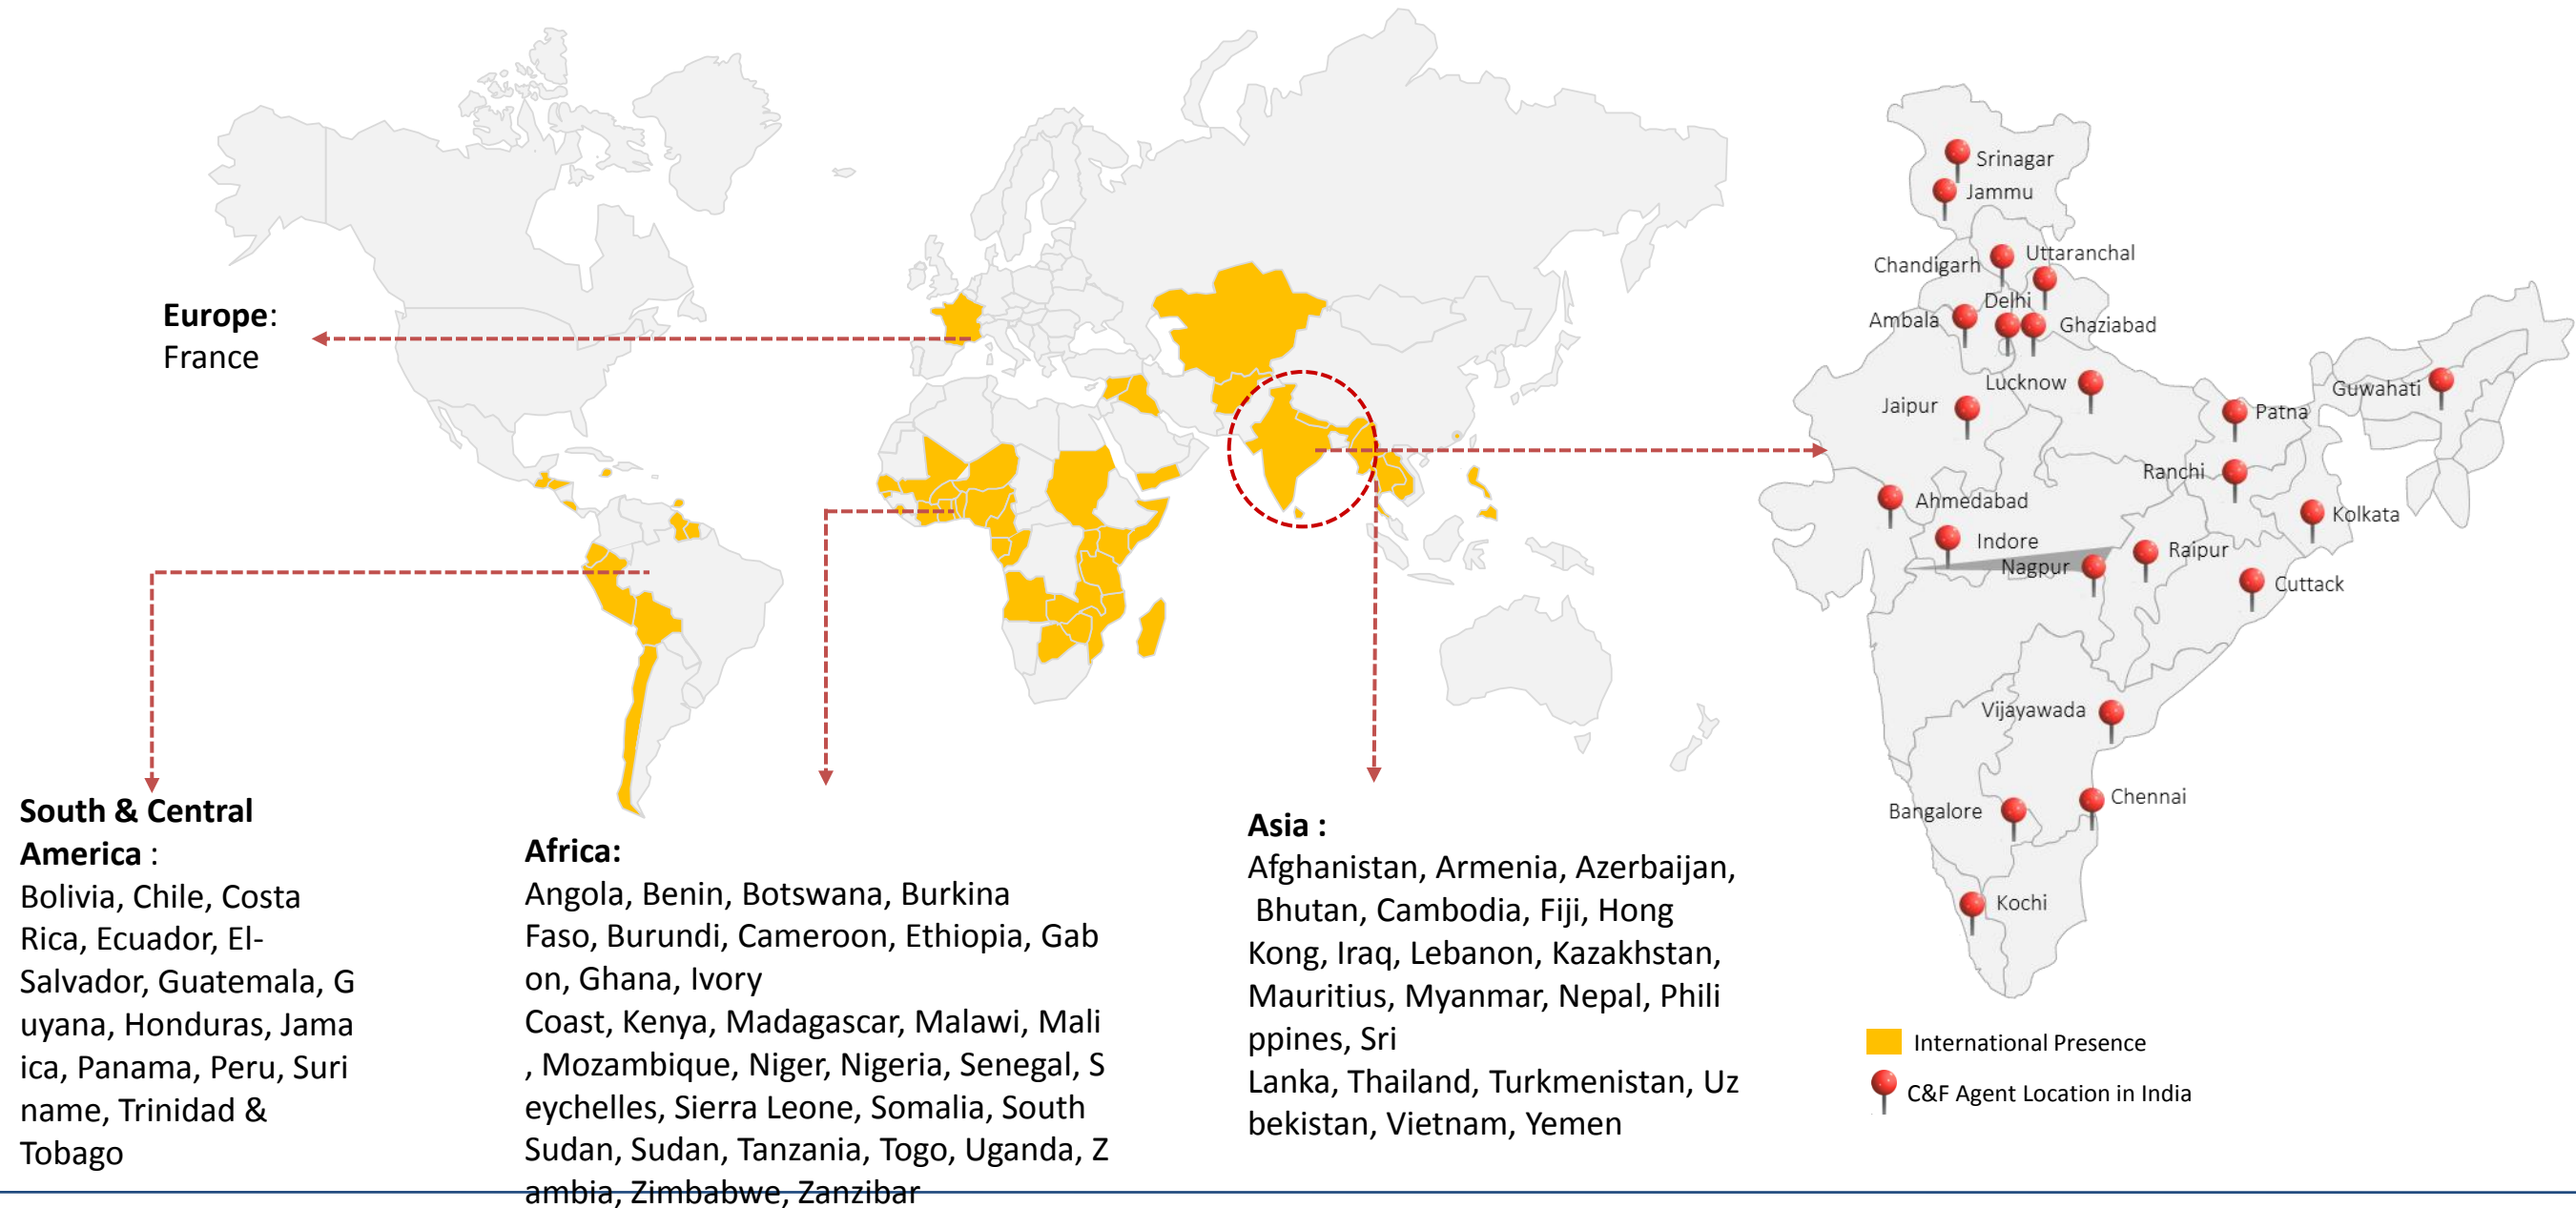 Europe:
France
South & Central
America :
Bolivia, Chile, Costa
Rica, Ecuador, El-
Salvador, Guatemala, G
uyana, Honduras, Jama
ica, Panama, Peru, Suri
name, Trinidad &
Tobago
Africa:
Angola, Benin, Botswana, Burkina
Faso, Burundi, Cameroon, Ethiopia, Gab
on, Ghana, Ivory
Coast, Kenya, Madagascar, Malawi, Mali
, Mozambique, Niger, Nigeria, Senegal, S
eychelles, Sierra Leone, Somalia, South
Sudan, Sudan, Tanzania, Togo, Uganda, Z
ambia, Zimbabwe, Zanzibar
Asia :
Afghanistan, Armenia, Azerbaijan,
Bhutan, Cambodia, Fiji, Hong
Kong, Iraq, Lebanon, Kazakhstan,
Mauritius, Myanmar, Nepal, Phili
ppines, Sri
Lanka, Thailand, Turkmenistan, Uz
bekistan, Vietnam, Yemen
Srinagar
Jammu
Uttaranchal
Chandigarh
Delhi
Ambala
Ghaziabad
Lucknow
Guwahati
Jaipur
Patna
Ranchi
Ahmedabad
Kolkata
Indore
Raipur
Nagpur
Cuttack
Vijayawada
Chennai
Bangalore
Kochi
International Presence
C&F Agent Location in India